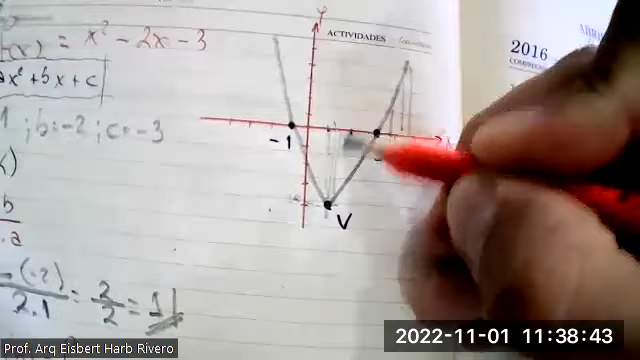 f(x) = x² - 2x - 3
ax² + bx + c
1 ; b = -2 ; c = -3
x)
b
.a
-(-2)
2.1
= 2
2
= 1
y
ACTIVIDADES
-1
V
2016
Prof. Arq Eisbert Harb Rivero
2022-11-01 11:38:43